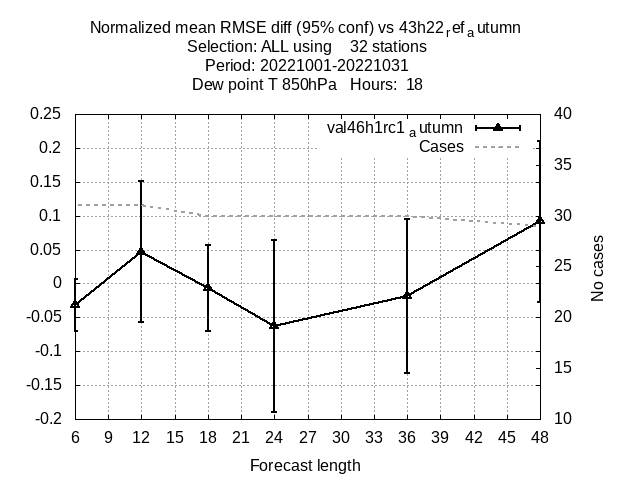 Normalized mean RMSE diff (95% conf) vs 43h22refautumn
Selection: ALL using    32 stations
Period: 20221001-20221031
Dew point T 850hPa   Hours:  18
val46h1rc1autumn
Cases
0.25
0.2
0.15
0.1
0.05
0
-0.05
-0.1
-0.15
-0.2
40
35
30
25
20
15
10
No cases
6 9 12 15 18 21 24 27 30 33 36 39 42 45 48
Forecast length